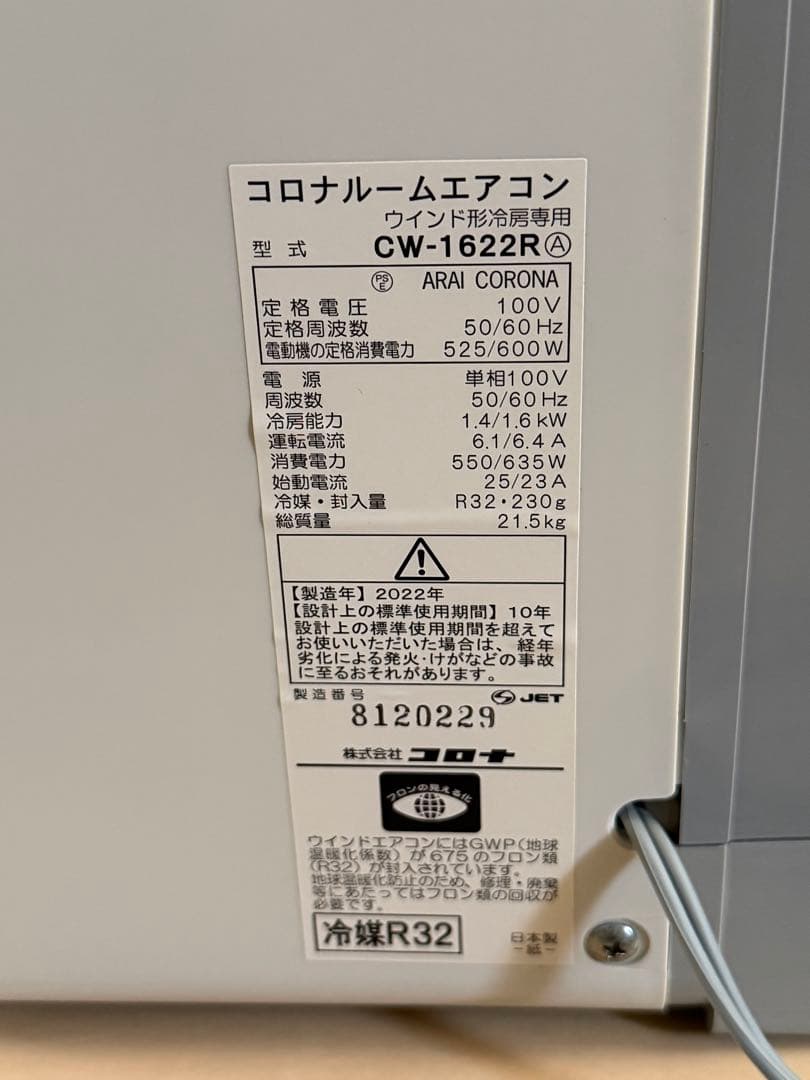 コロナルームエアコン
ウインド形冷房専用
型式 CW-1622RⒶ
PSE ARAI CORONA
定格電圧 100V
定格周波数 50/60Hz
電動機の定格消費電力 525/600W
電源 単相100V
周波数 50/60Hz
冷房能力 1.4/1.6kW
運転電流 6.1/6.4A
消費電力 550/635W
始動電流 25/23A
冷媒・封入量 R32・230g
総質量 21.5kg
【製造年】2022年
【設計上の標準使用期間】10年
設計上の標準使用期間を超えて
お使いいただいた場合は、経年
劣化による発火・けがなどの事故
に至るおそれがあります。
製造番号 JET
8120229
株式会社コロナ
フロンの見える化
ウインドエアコンにはGWP(地球
温暖化係数)が675のフロン類
(R32)が封入されています。
地球温暖化防止のため、修理・廃棄
等にあたってはフロン類の回収が
必要です。
冷媒R32
日本製
-紙-